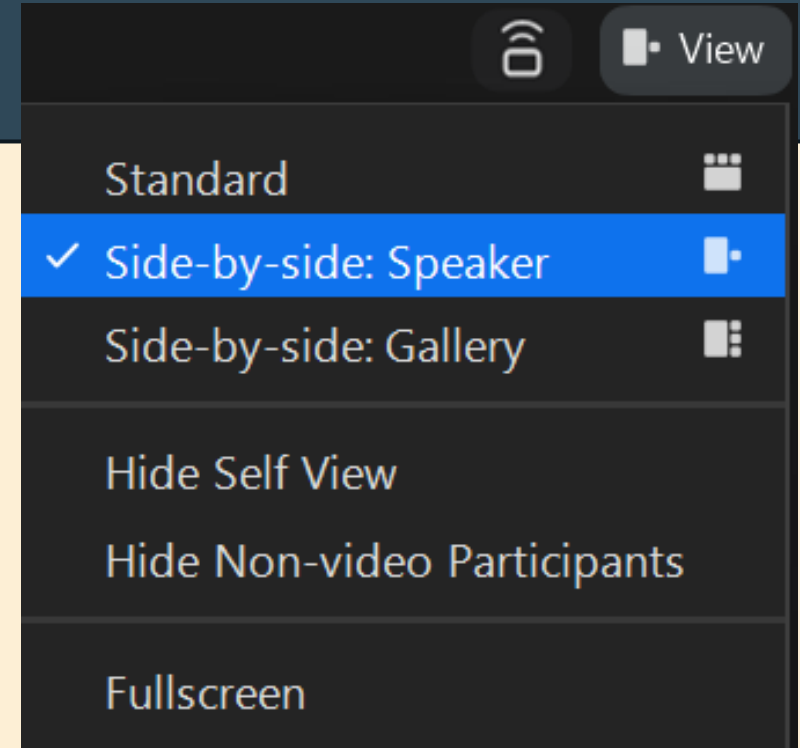 View
Standard
Side-by-side: Speaker
Side-by-side: Gallery
Hide Self View
Hide Non-video Participants
Fullscreen